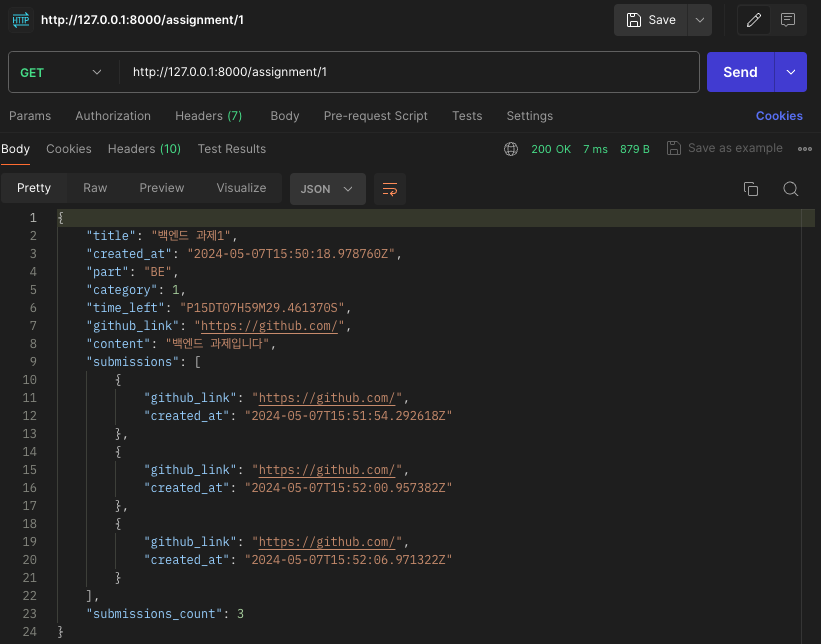 HTTP http://127.0.0.1:8000/assignment/1 Save
GET http://127.0.0.1:8000/assignment/1 Send
Params Authorization Headers (7) Body Pre-request Script Tests Settings Cookies
Body Cookies Headers (10) Test Results 200 OK 7 ms 879 B Save as example
Pretty Raw Preview Visualize JSON
1 {
2 "title": "백엔드 과제1",
3 "created_at": "2024-05-07T15:50:18.978760Z",
4 "part": "BE",
5 "category": 1,
6 "time_left": "P15DT07H59M29.461370S",
7 "github_link": "https://github.com/",
8 "content": "백엔드 과제입니다",
9 "submissions": [
10 {
11 "github_link": "https://github.com/",
12 "created_at": "2024-05-07T15:51:54.292618Z"
13 },
14 {
15 "github_link": "https://github.com/",
16 "created_at": "2024-05-07T15:52:00.957382Z"
17 },
18 {
19 "github_link": "https://github.com/",
20 "created_at": "2024-05-07T15:52:06.971322Z"
21 }
22 ],
23 "submissions_count": 3
24 }